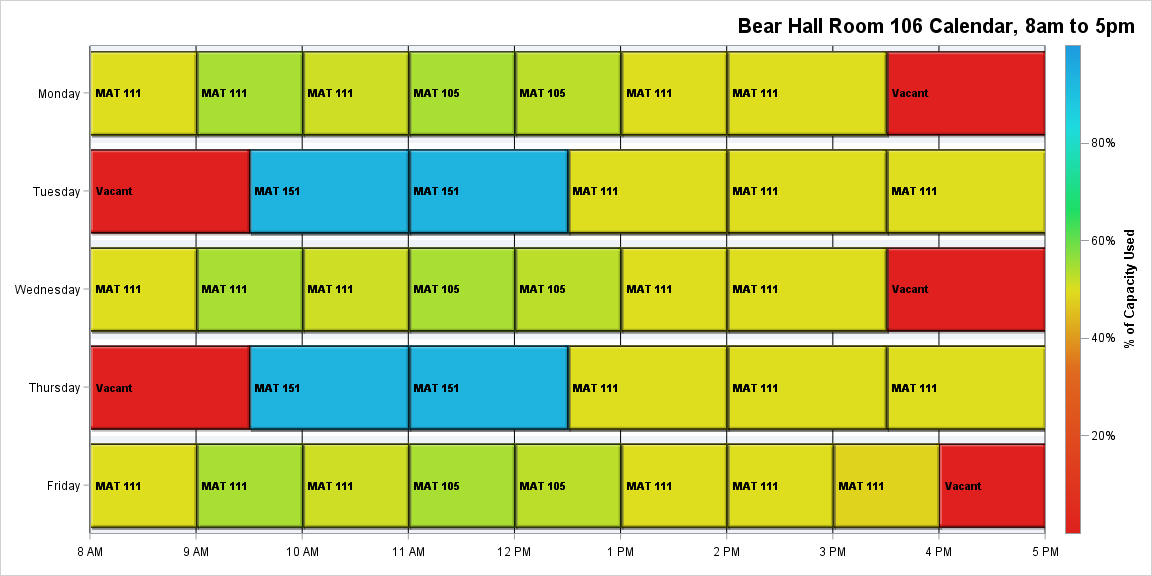 Bear Hall Room 106 Calendar, 8am to 5pm
Monday
MAT 111
MAT 111
MAT 111
MAT 105
MAT 105
MAT 111
MAT 111
Vacant
Tuesday
Vacant
MAT 151
MAT 151
MAT 111
MAT 111
MAT 111
Wednesday
MAT 111
MAT 111
MAT 111
MAT 105
MAT 105
MAT 111
MAT 111
Vacant
Thursday
Vacant
MAT 151
MAT 151
MAT 111
MAT 111
MAT 111
Friday
MAT 111
MAT 111
MAT 111
MAT 105
MAT 105
MAT 111
MAT 111
MAT 111
Vacant
8 AM
9 AM
10 AM
11 AM
12 PM
1 PM
2 PM
3 PM
4 PM
5 PM
80%
60%
40%
20%
% of Capacity Used